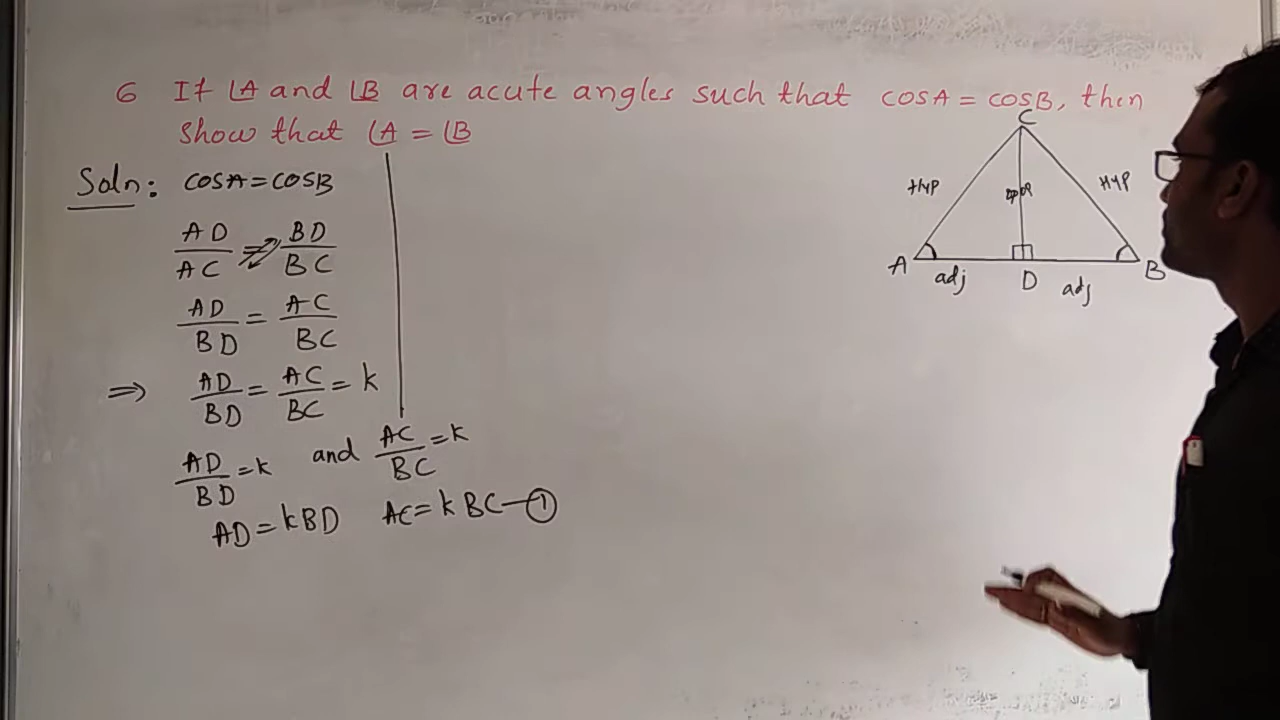 6 If ∠A and ∠B are acute angles such that cosA = cosB, then
show that ∠A = ∠B
Soln: cosA = cosB
AD/AC = BD/BC
AD/BD = AC/BC
⇒ AD/BD = AC/BC = k
AD/BD = k and AC/BC = k
AD = kBD AC = k BC — ①
C
Hyp
opp
Hyp
A
adj
D
adj
B